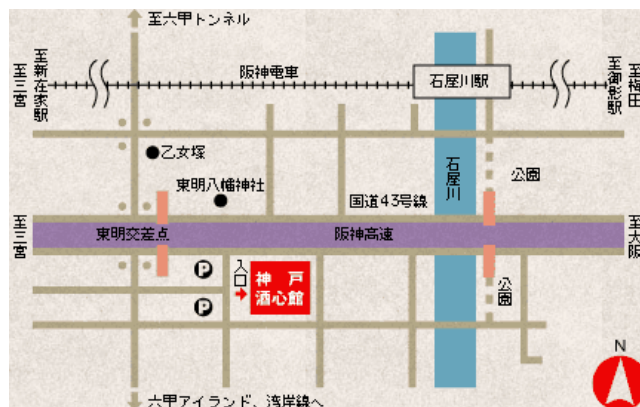 至六甲トンネル
至新在家駅
至三宮
阪神電車
石屋川駅
至御影駅
至梅田
乙女塚
東明八幡神社
石屋川
公園
国道43号線
至三宮
東明交差点
阪神高速
至大阪
P
入口
神戸
酒心館
P
公園
N
六甲アイランド、湾岸線へ